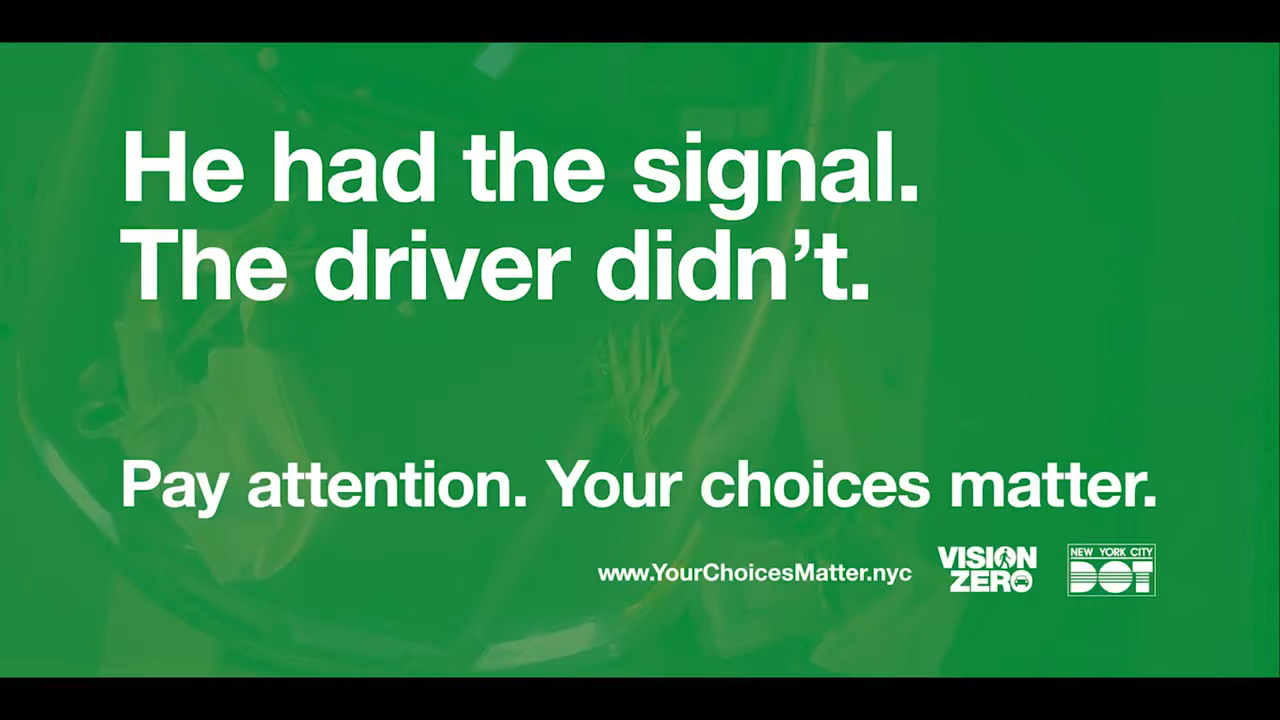 He had the signal.
The driver didn’t.
Pay attention. Your choices matter.
www.YourChoicesMatter.nyc
VISION
ZERO
NEW YORK CITY
DOT